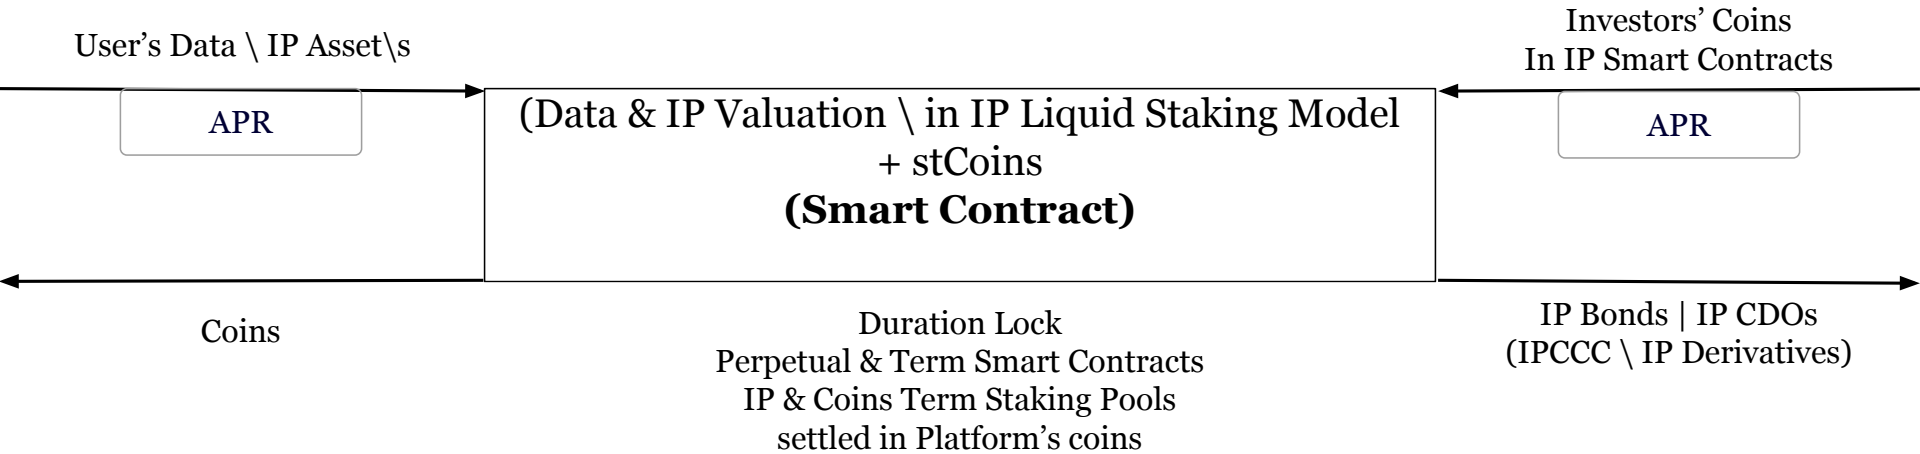 User’s Data \ IP Asset\s
APR
Coins
(Data & IP Valuation \ in IP Liquid Staking Model
+ stCoins
(Smart Contract)
Duration Lock
Perpetual & Term Smart Contracts
IP & Coins Term Staking Pools
settled in Platform’s coins
Investors’ Coins
In IP Smart Contracts
APR
IP Bonds | IP CDOs
(IPCCC \ IP Derivatives)